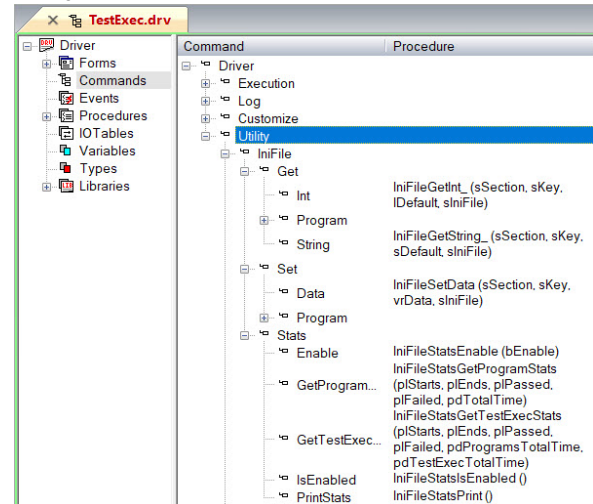 TestExec.drv
Driver
Forms
Commands
Events
Procedures
IOTables
Variables
Types
Libraries
Command Procedure
Driver
Execution
Log
Customize
Utility
IniFile
Get
Int IniFileGetInt_ (sSection, sKey,
lDefault, sIniFile)
Program
String IniFileGetString_ (sSection, sKey,
sDefault, sIniFile)
Set
Data IniFileSetData (sSection, sKey,
vrData, sIniFile)
Program
Stats
Enable IniFileStatsEnable (bEnable)
GetProgram... IniFileStatsGetProgramStats
(plStarts, plEnds, plPassed,
plFailed, pdTotalTime)
GetTestExec... IniFileStatsGetTestExecStats
(plStarts, plEnds, plPassed,
plFailed, pdProgramsTotalTime,
pdTestExecTotalTime)
IsEnabled IniFileStatsIsEnabled ()
PrintStats IniFileStatsPrint ()